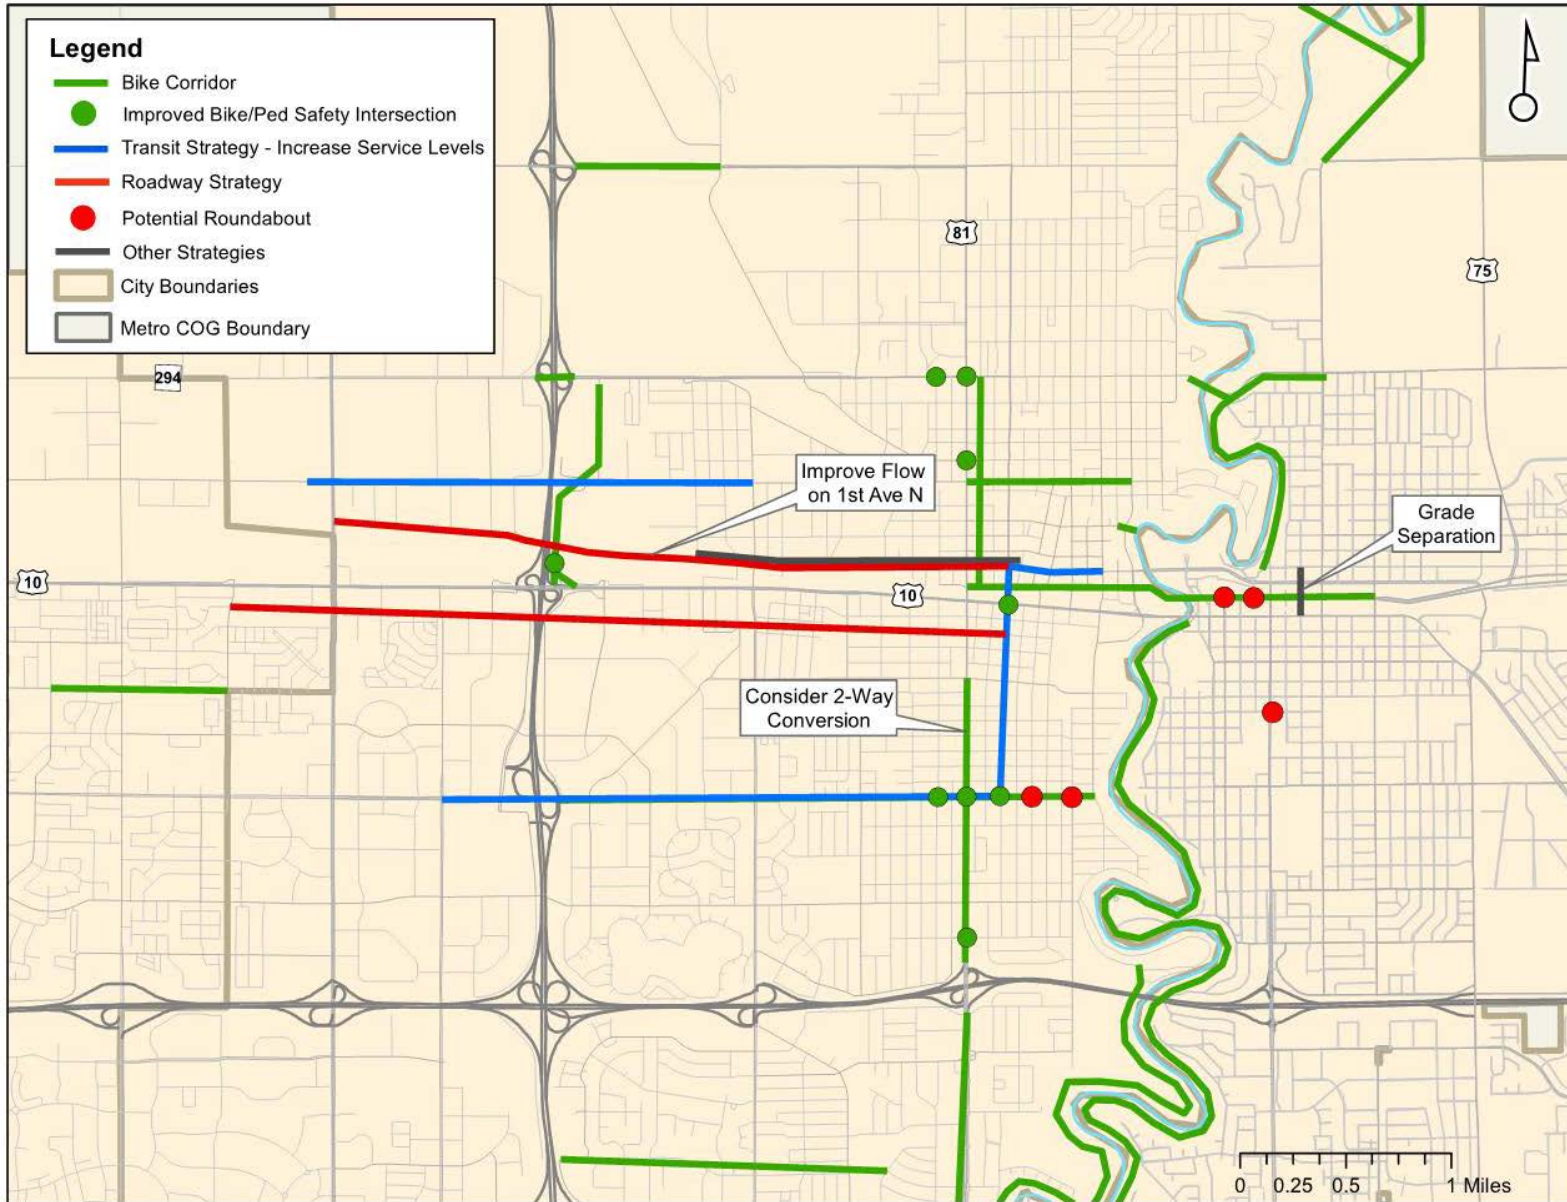 Legend
Bike Corridor
Improved Bike/Ped Safety Intersection
Transit Strategy - Increase Service Levels
Roadway Strategy
Potential Roundabout
Other Strategies
City Boundaries
Metro COG Boundary
81
75
294
Improve Flow
on 1st Ave N
Grade
Separation
10
10
Consider 2-Way
Conversion
0 0.25 0.5 1 Miles